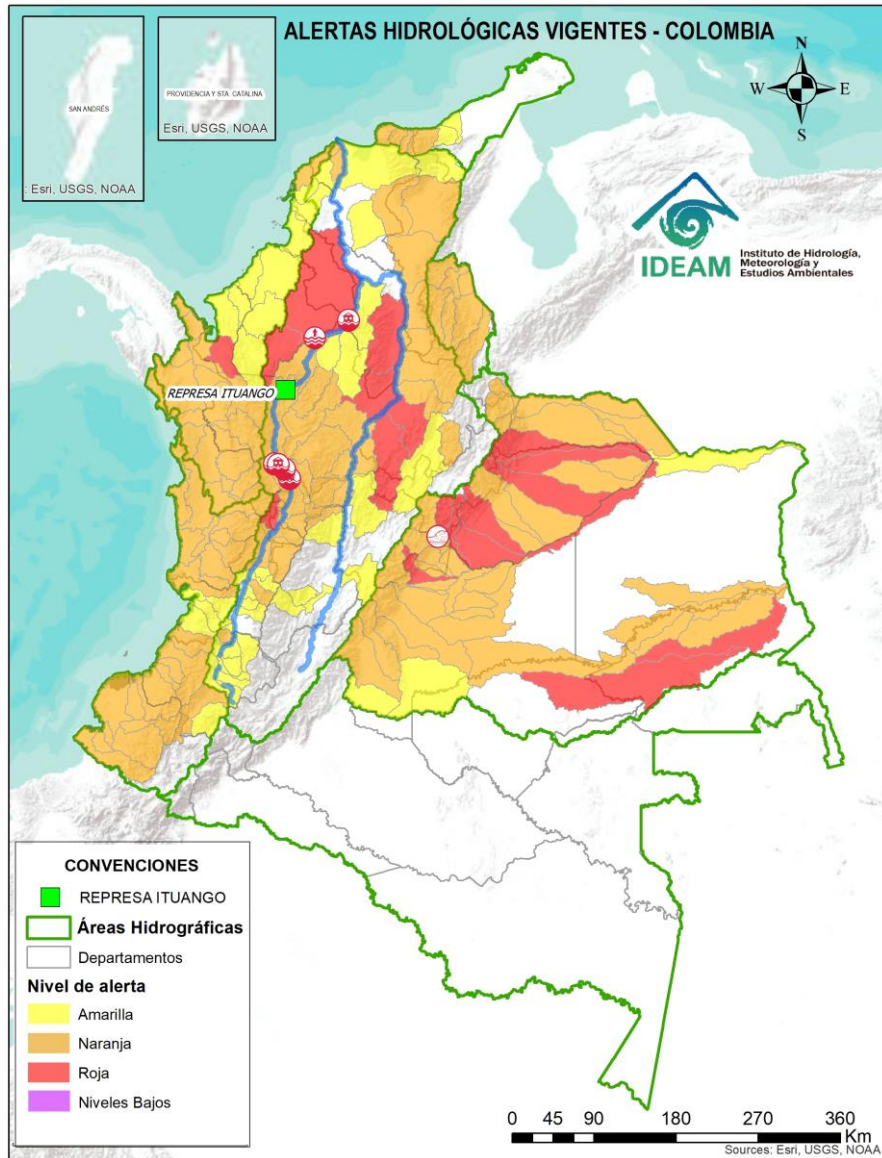 ALERTAS HIDROLÓGICAS VIGENTES - COLOMBIA
SAN ANDRÉS
: Esri, USGS, NOAA
PROVIDENCIA Y STA. CATALINA
Esri, USGS, NOAA
N
W
E
S
IDEAM
Instituto de Hidrología,
Meteorología y
Estudios Ambientales
REPRESA ITUANGO
CONVENCIONES
REPRESA ITUANGO
Áreas Hidrográficas
Departamentos
Nivel de alerta
Amarilla
Naranja
Roja
Niveles Bajos
0 45 90 180 270 360
Km
Sources: Esri, USGS, NOAA